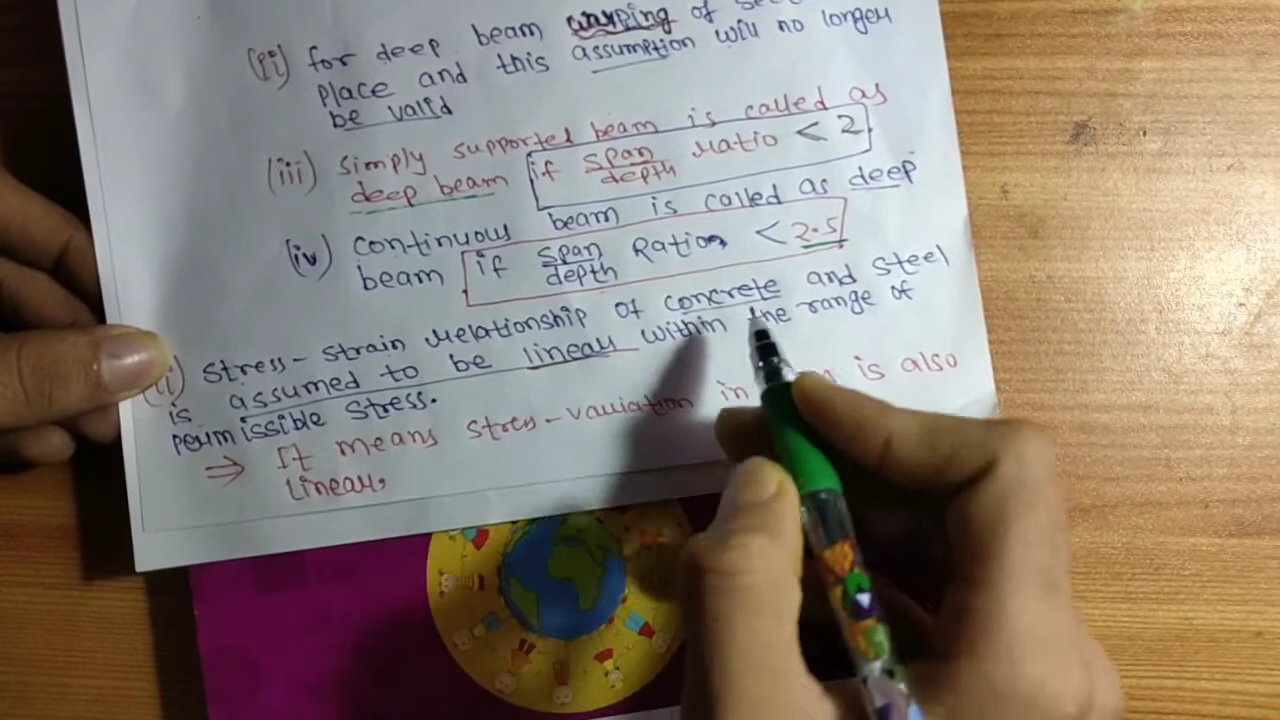 (ii) for deep beam warping of
place and this assumption will no longer
be valid
(iii) simply supported beam is called as
deep beam if span/depth ratio < 2
(iv) continuous beam is called as deep
beam if span/depth Ratio < 2.5
(i) stress-strain relationship of concrete and steel
is assumed to be linear within the range of
permissible stress.
⇒ It means stress-variation in is also
linear.